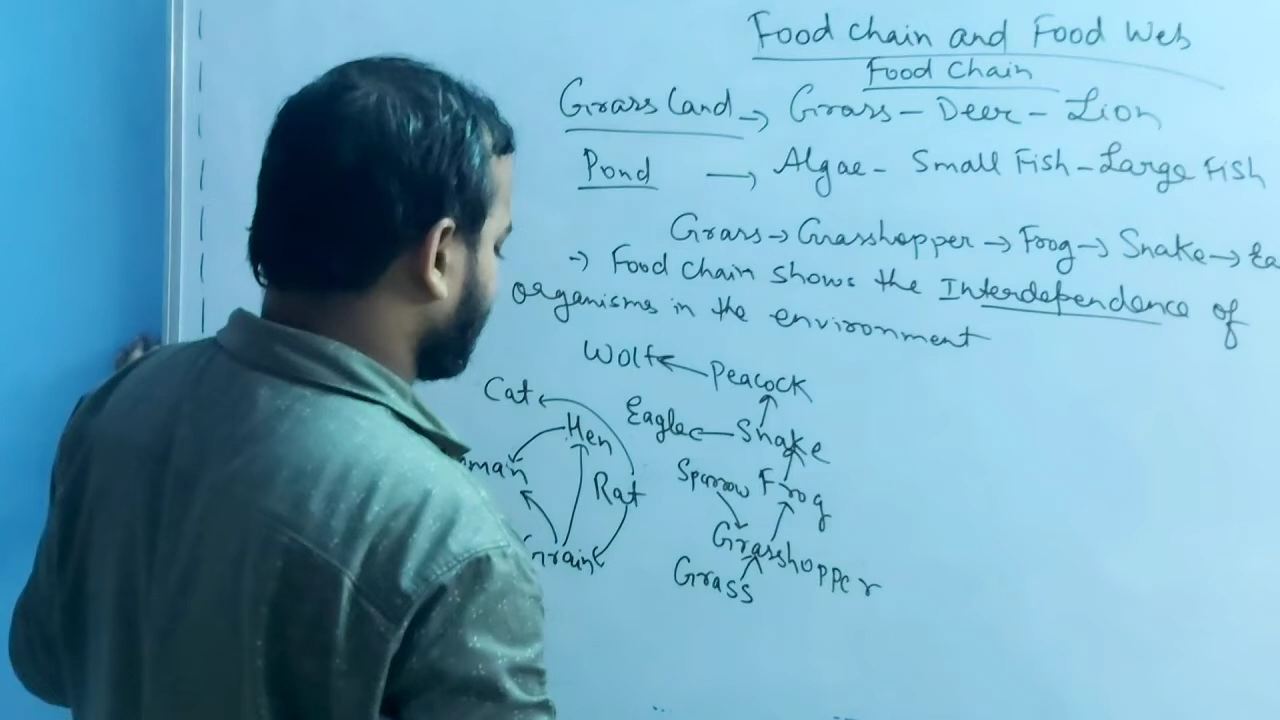 Food Chain and Food Web
Food Chain
Grass Land → Grass – Deer – Lion
Pond → Algae – Small Fish – Large Fish
Grass → Grasshopper → Frog → Snake →
→ Food chain shows the Interdependence of
organisms in the environment
Wolf ← Peacock
Cat
Hen
Eagle ← Snake
Rat
Sparrow Frog
Grasshopper
Grass